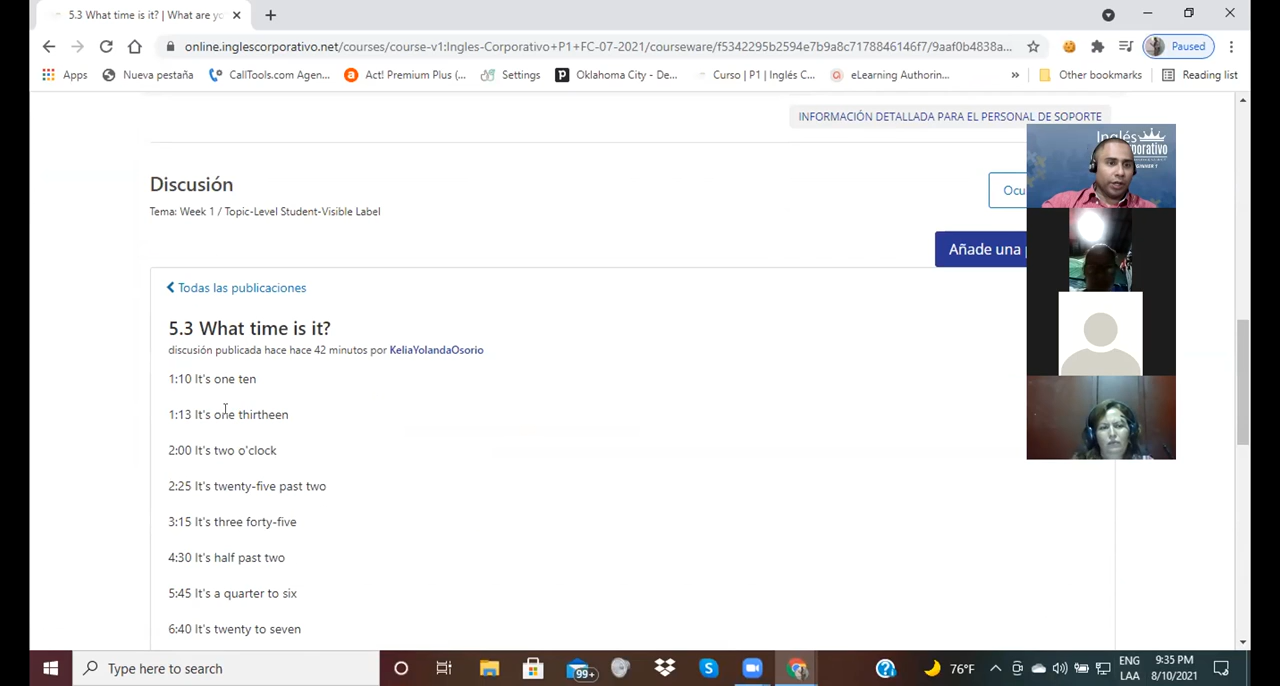 5.3 What time is it? | What are yo
online.inglescorporativo.net/courses/course-v1:Ingles-Corporativo+P1+FC-07-2021/courseware/f5342295b2594e7b9a8c7178846146f7/9aaf0b4838a...
Paused
Apps
Nueva pestaña
CallTools.com Agen...
Act! Premium Plus (...
Settings
Oklahoma City - De...
Curso | P1 | Inglés C...
eLearning Authorin...
»
Other bookmarks
Reading list
INFORMACIÓN DETALLADA PARA EL PERSONAL DE SOPORTE
Inglés
orporativo
Discusión
Ocu
Tema: Week 1 / Topic-Level Student-Visible Label
Añade una p
Todas las publicaciones
5.3 What time is it?
discusión publicada hace hace 42 minutos por KeliaYolandaOsorio
1:10 It's one ten
1:13 It's one thirtheen
2:00 It's two o'clock
2:25 It's twenty-five past two
3:15 It's three forty-five
4:30 It's half past two
5:45 It's a quarter to six
6:40 It's twenty to seven
Type here to search
99+
76°F
ENG
LAA
9:35 PM
8/10/2021